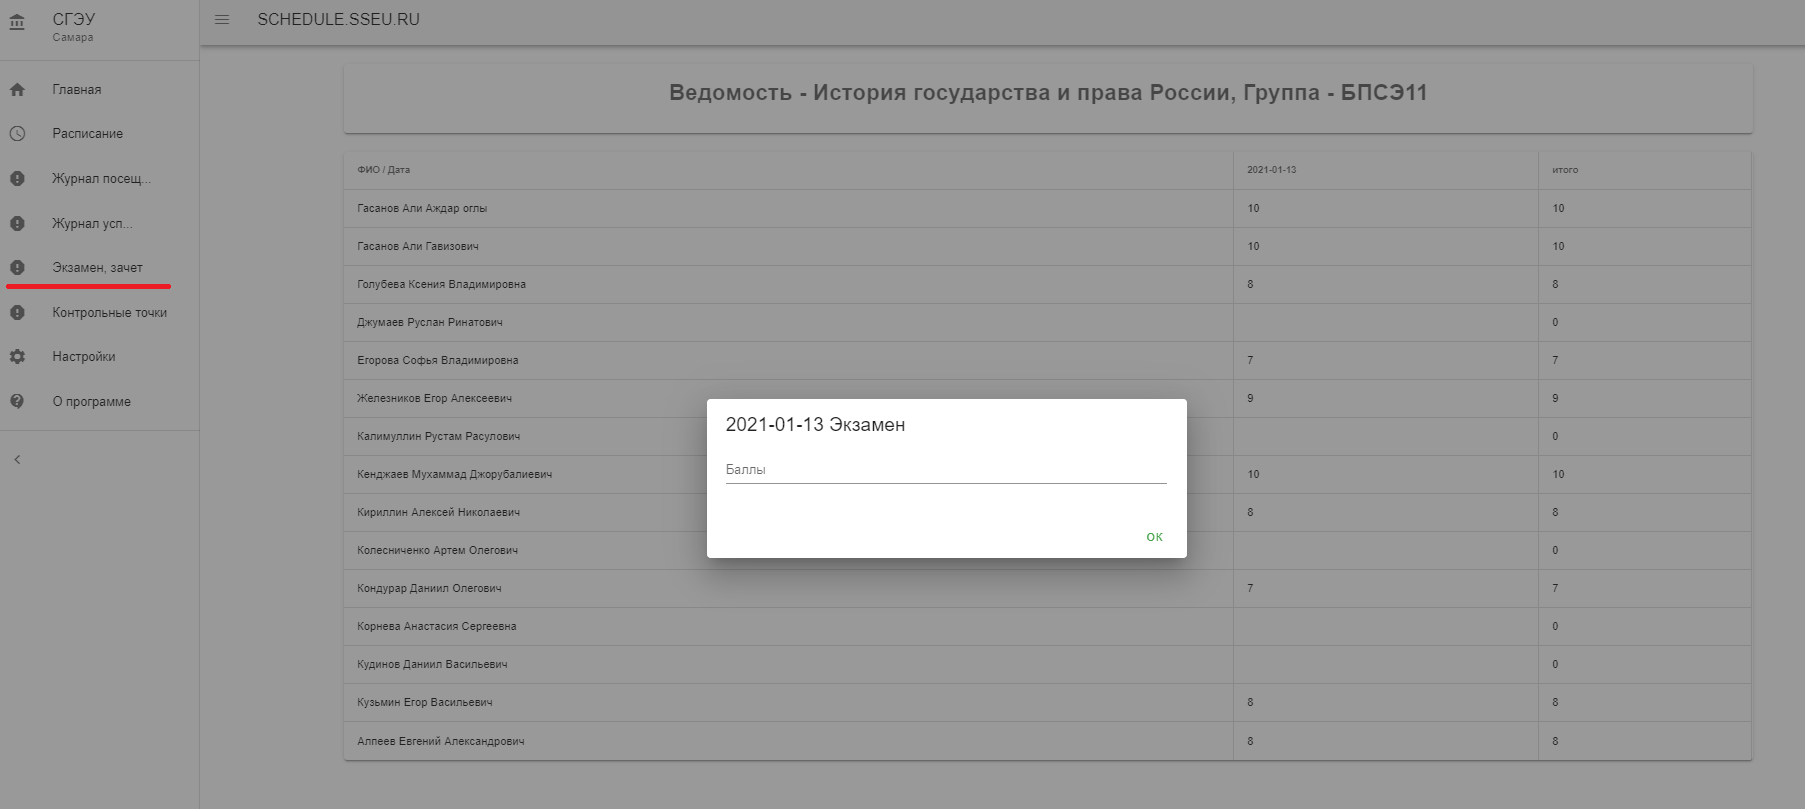 СГЭУ
Самара
SCHEDULE.SSEU.RU
Главная
Расписание
Журнал посещ...
Журнал усп...
Экзамен, зачет
Контрольные точки
Настройки
О программе
Ведомость - История государства и права России, Группа - БПСЭ11
ФИО / Дата 2021-01-13 итого
Гасанов Али Аждар оглы 10 10
Гасанов Али Гавизович 10 10
Голубева Ксения Владимировна 8 8
Джумаев Руслан Ринатович 0
Егорова Софья Владимировна 7 7
Железников Егор Алексеевич 9 9
Калимуллин Рустам Расулович 0
Кенджаев Мухаммад Джорубалиевич 10 10
Кириллин Алексей Николаевич 8 8
Колесниченко Артем Олегович 0
Кондурар Даниил Олегович 7 7
Корнева Анастасия Сергеевна 0
Кудинов Даниил Васильевич 0
Кузьмин Егор Васильевич 8 8
Алпеев Евгений Александрович 8 8
2021-01-13 Экзамен
Баллы
ОК